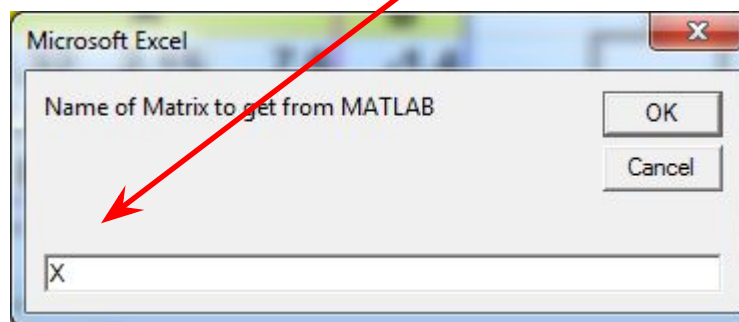 Microsoft Excel
Name of Matrix to get from MATLAB
OK
Cancel
X